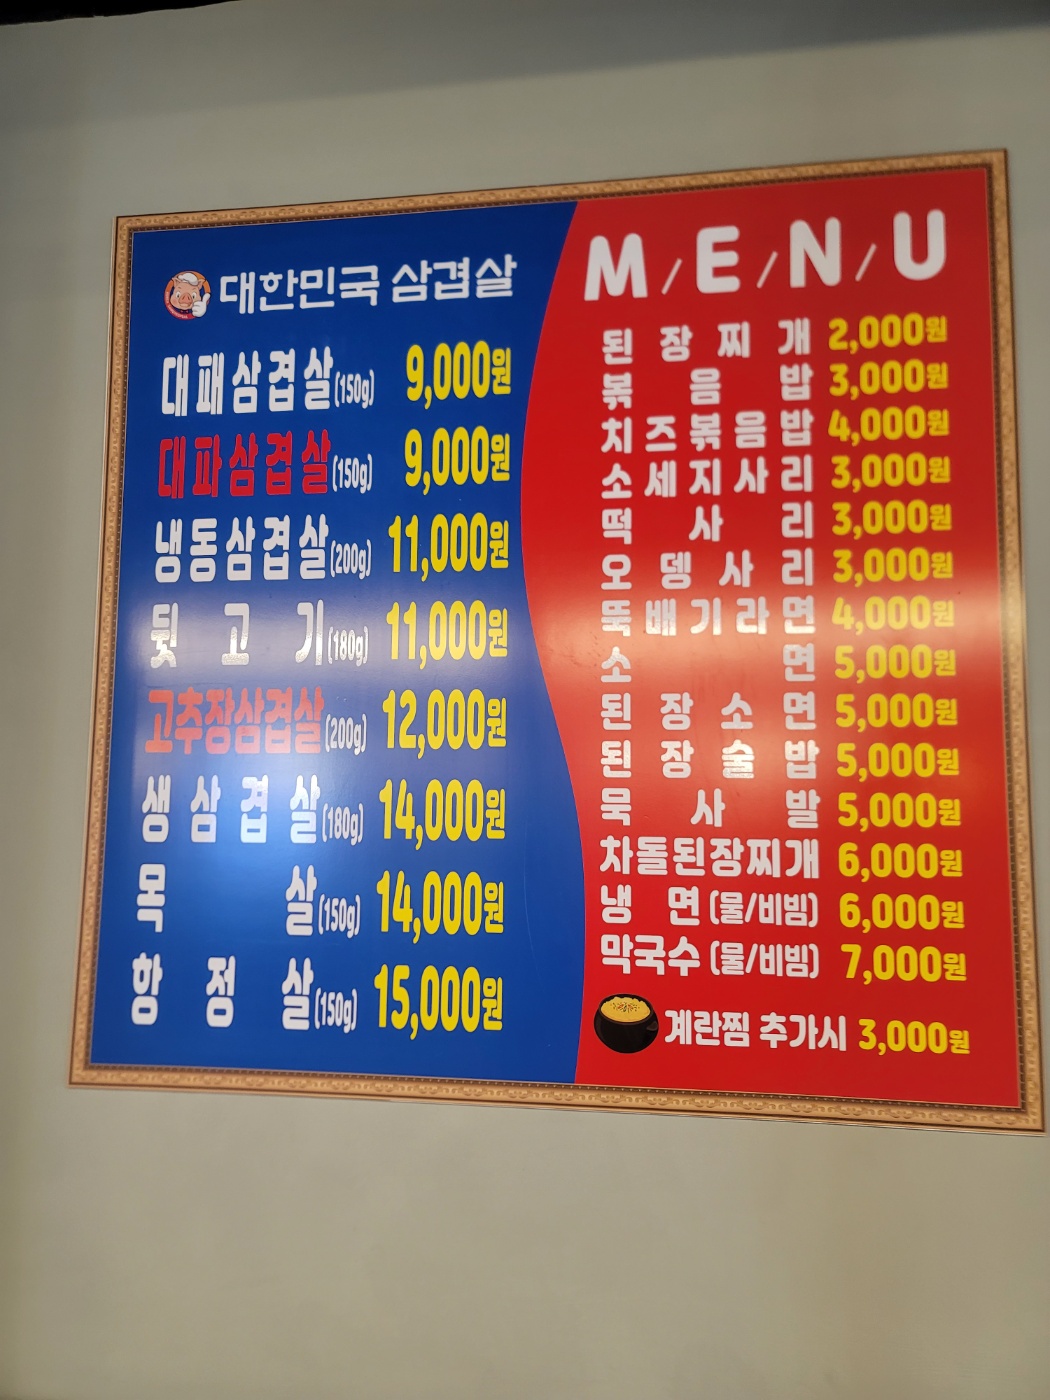 대한민국 삼겹살
대패삼겹살(150g) 9,000원
대파삼겹살(150g) 9,000원
냉동삼겹살(200g) 11,000원
뒷고기(180g) 11,000원
고추장삼겹살(200g) 12,000원
생삼겹살(180g) 14,000원
목살(150g) 14,000원
항정살(150g) 15,000원
M/E/N/U
된장찌개 2,000원
볶음밥 3,000원
치즈볶음밥 4,000원
소세지사리 3,000원
떡사리 3,000원
오뎅사리 3,000원
뚝배기라면 4,000원
소면 5,000원
된장소면 5,000원
된장술밥 5,000원
묵사발 5,000원
차돌된장찌개 6,000원
냉면(물/비빔) 6,000원
막국수(물/비빔) 7,000원
계란찜 추가시 3,000원